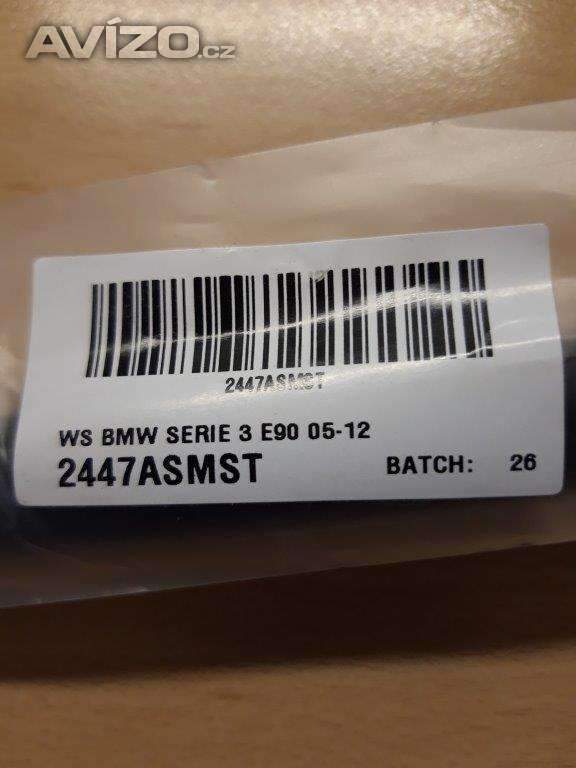 AVÍZO.cz
2447ASMST
WS BMW SERIE 3 E90 05-12
2447ASMST BATCH: 26